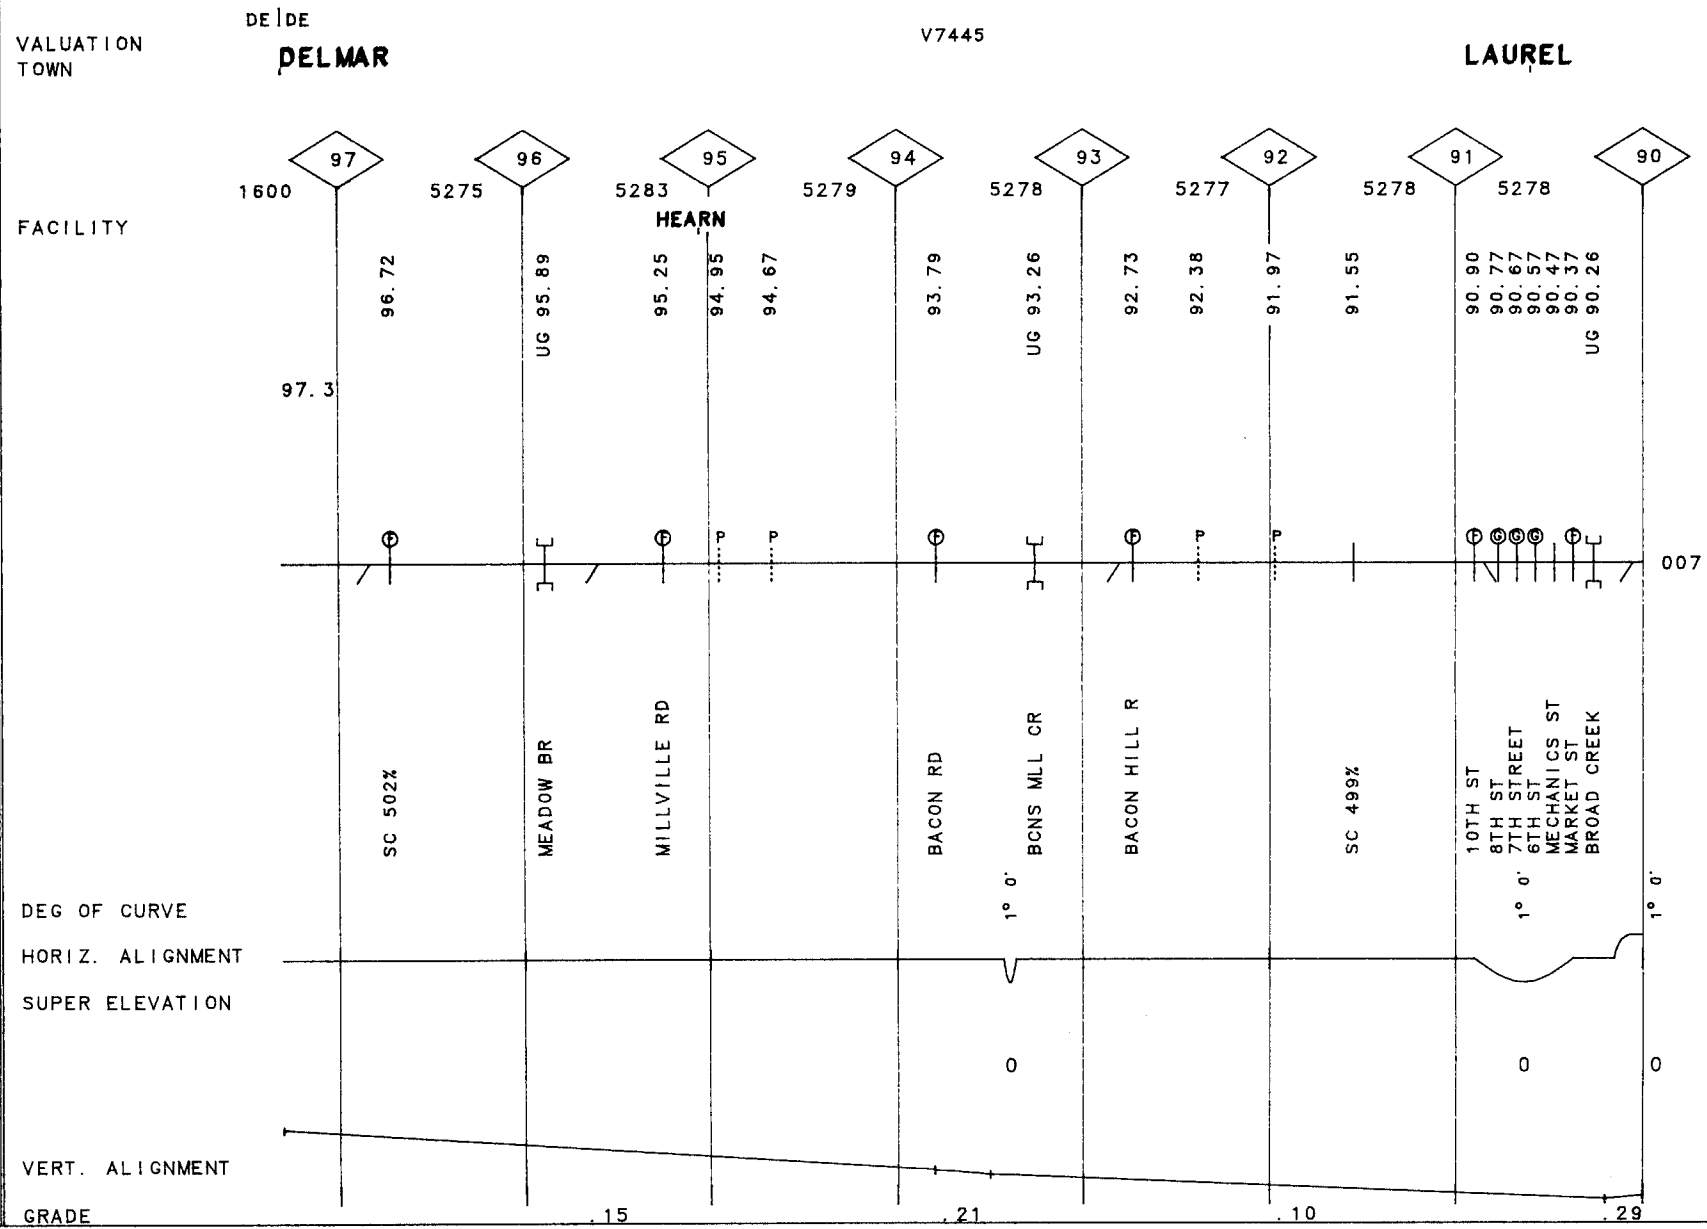 DE|DE
VALUATION
V7445
TOWN
DELMAR
LAUREL
97 96 95 94 93 92 91 90
1600 5275 5283 5279 5278 5277 5278 5278
HEARN
FACILITY
96.72
UG 95.89
95.25
94.95
94.67
93.79
UG 93.26
92.73
92.38
91.97
91.55
90.90
90.77
90.67
90.57
90.47
90.37
UG 90.26
97.3
F F P P F F P P F G G G F
007
SC 502%
MEADOW BR
MILLVILLE RD
BACON RD
BCNS MLL CR
BACON HILL R
SC 499%
10TH ST
8TH ST
7TH STREET
6TH ST
MECHANICS ST
MARKET ST
BROAD CREEK
DEG OF CURVE
1° 0'
1° 0'
1° 0'
HORIZ. ALIGNMENT
SUPER ELEVATION
0 0 0
VERT. ALIGNMENT
GRADE .15 .21 .10 .29